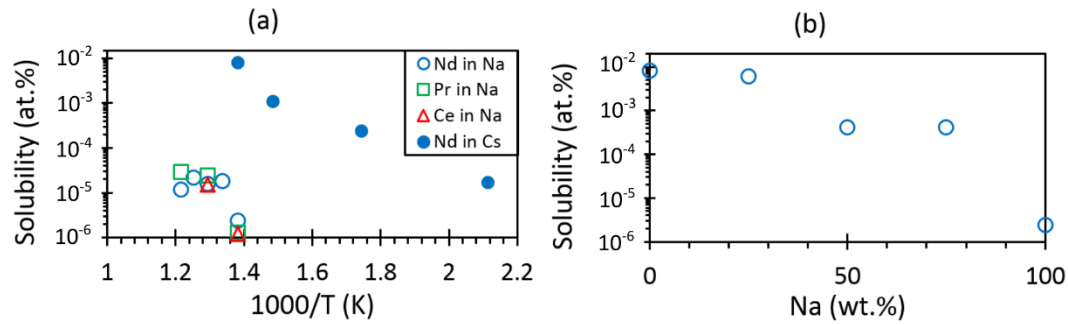 (a)
Solubility (at.%)
10-2
10-3
10-4
10-5
10-6
Nd in Na
Pr in Na
Ce in Na
Nd in Cs
1 1.2 1.4 1.6 1.8 2 2.2
1000/T (K)
(b)
Solubility (at.%)
10-2
10-3
10-4
10-5
10-6
0 50 100
Na (wt.%)